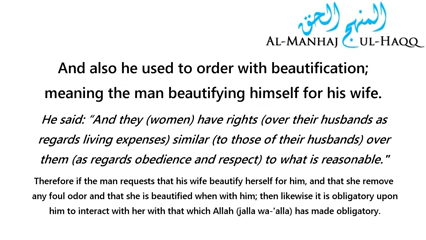 المنهج الحق
AL-MANHAJ UL-HAQQ
And also he used to order with beautification;
meaning the man beautifying himself for his wife.
He said: “And they (women) have rights (over their husbands as
regards living expenses) similar (to those of their husbands) over
them (as regards obedience and respect) to what is reasonable."
Therefore if the man requests that his wife beautify herself for him, and that she remove
any foul odor and that she is beautified when with him; then likewise it is obligatory upon
him to interact with her with that which Allah (jalla wa-'alla) has made obligatory.